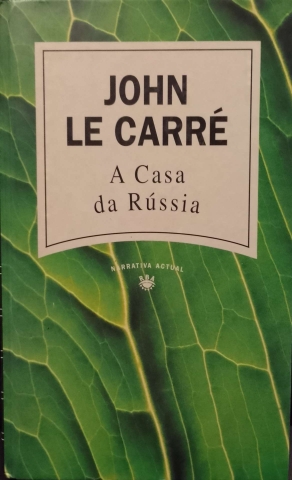 JOHN
LE CARRÉ
A Casa
da Rússia
NARRATIVA ACTUAL